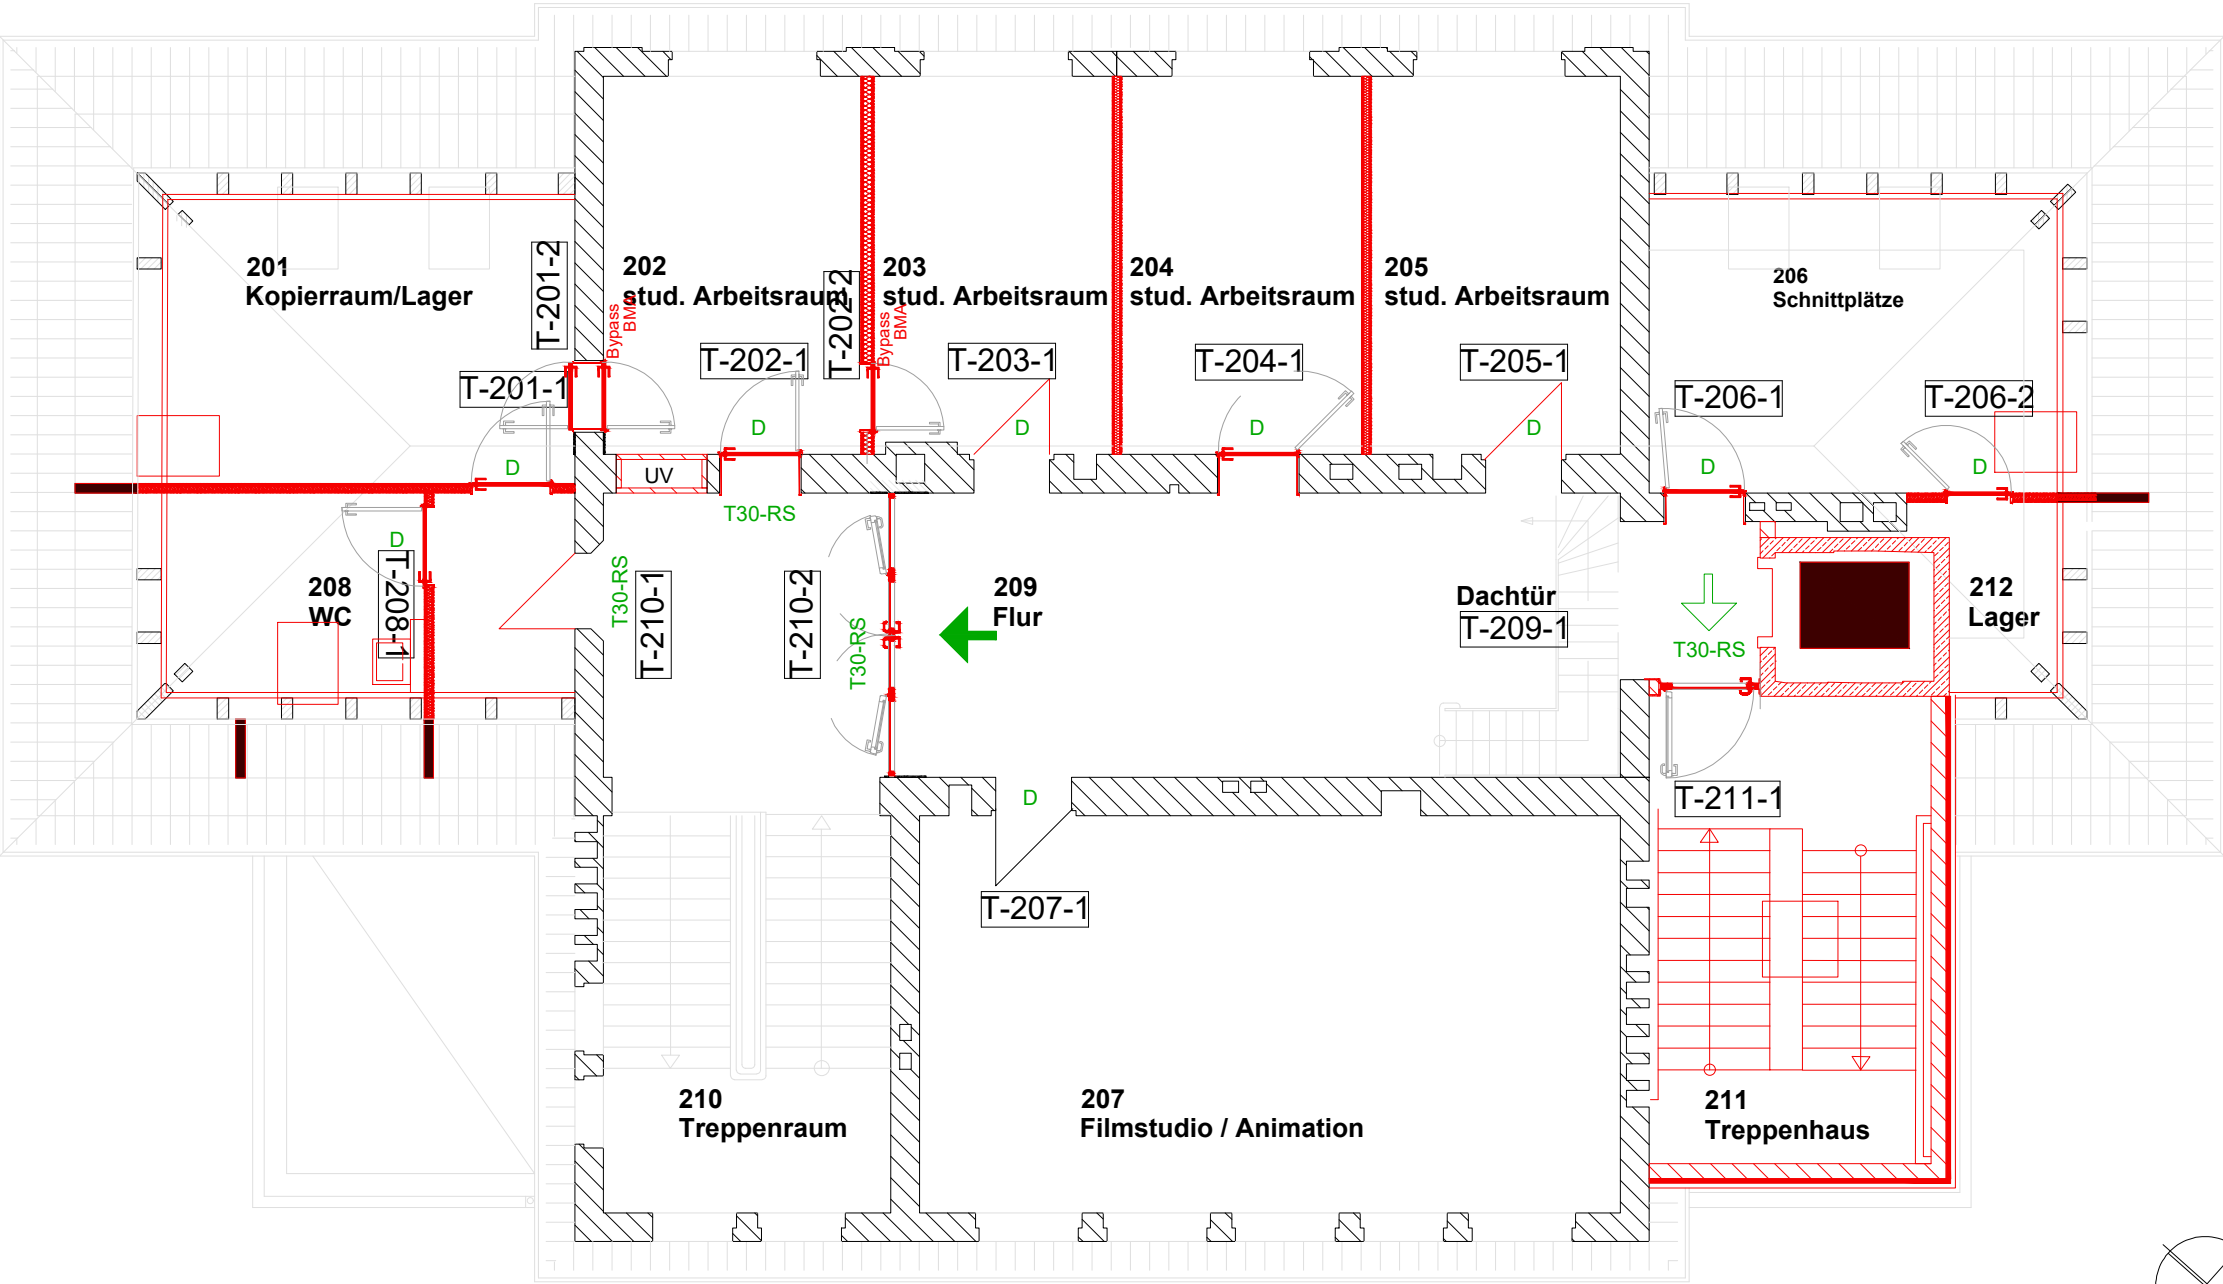 201
Kopierraum/Lager
T-201-2
T-201-1
Bypass
BMA
202
stud. Arbeitsraum
T-202-2
T-202-1
Bypass
BMA
203
stud. Arbeitsraum
T-203-1
204
stud. Arbeitsraum
T-204-1
205
stud. Arbeitsraum
T-205-1
206
Schnittplätze
T-206-1
T-206-2
D
D
D
D
D
D
D
UV
T30-RS
D
208
WC
T-208-1
T30-RS
T-210-1
T-210-2
T30-RS
209
Flur
Dachtür
T-209-1
T30-RS
212
Lager
D
T-207-1
T-211-1
210
Treppenraum
207
Filmstudio / Animation
211
Treppenhaus